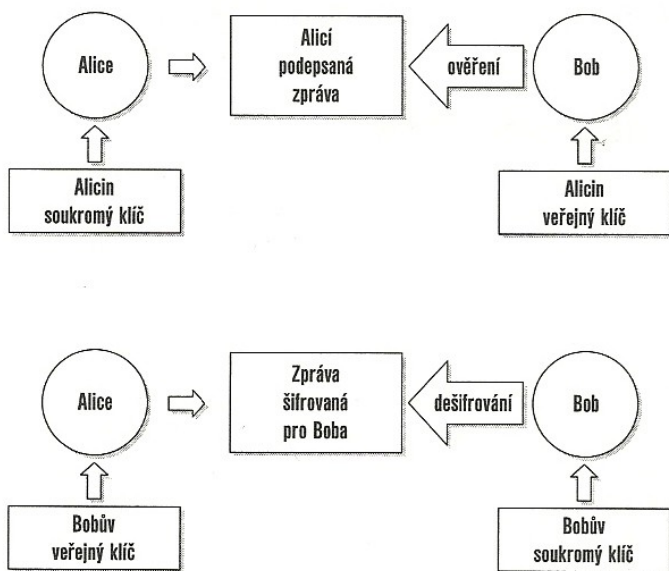 Alice
Alicí
podepsaná
zpráva
ověření
Bob
Alicin
soukromý klíč
Alicin
veřejný klíč
Alice
Zpráva
šifrovaná
pro Boba
dešifrování
Bob
Bobův
veřejný klíč
Bobův
soukromý klíč